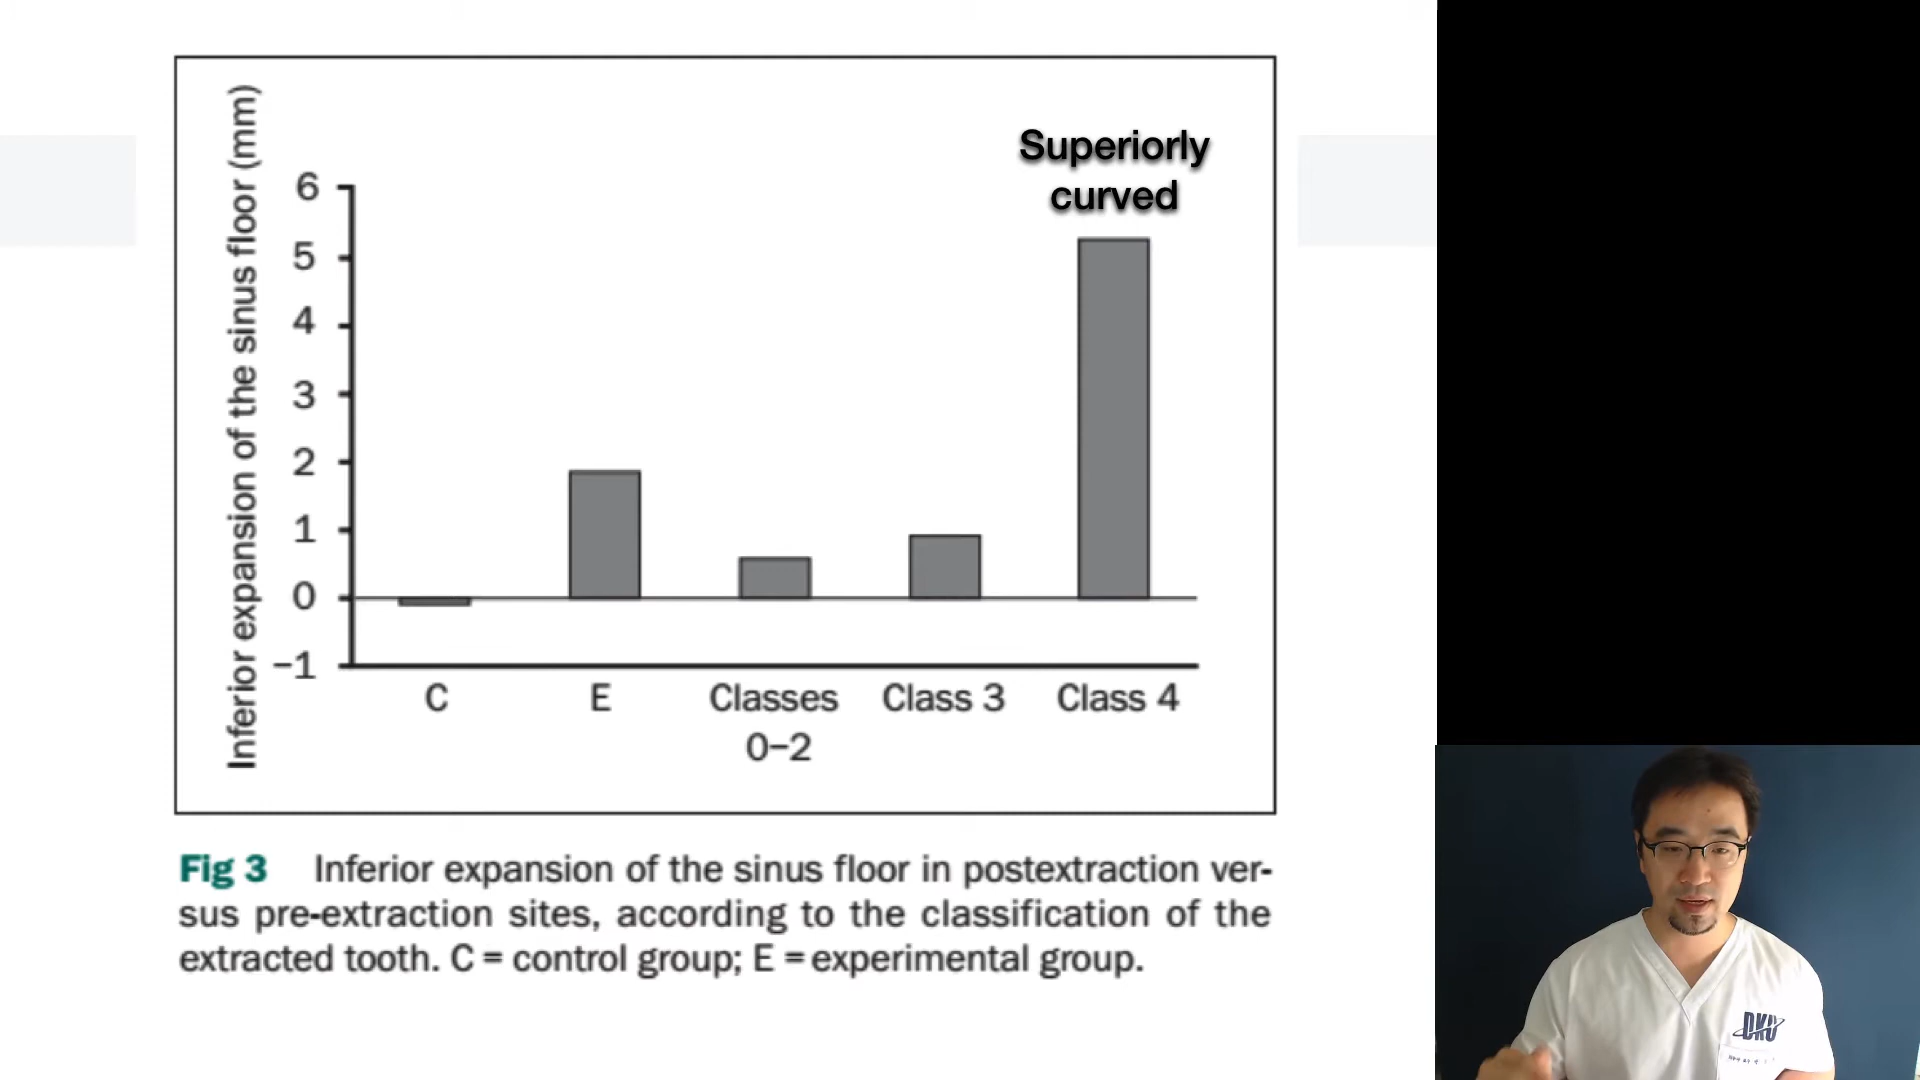 Inferior expansion of the sinus floor (mm)
Superiorly
curved
6
5
4
3
2
1
0
−1
C
E
Classes
0–2
Class 3
Class 4
Fig 3 Inferior expansion of the sinus floor in postextraction ver-
sus pre-extraction sites, according to the classification of the
extracted tooth. C = control group; E = experimental group.
DKU